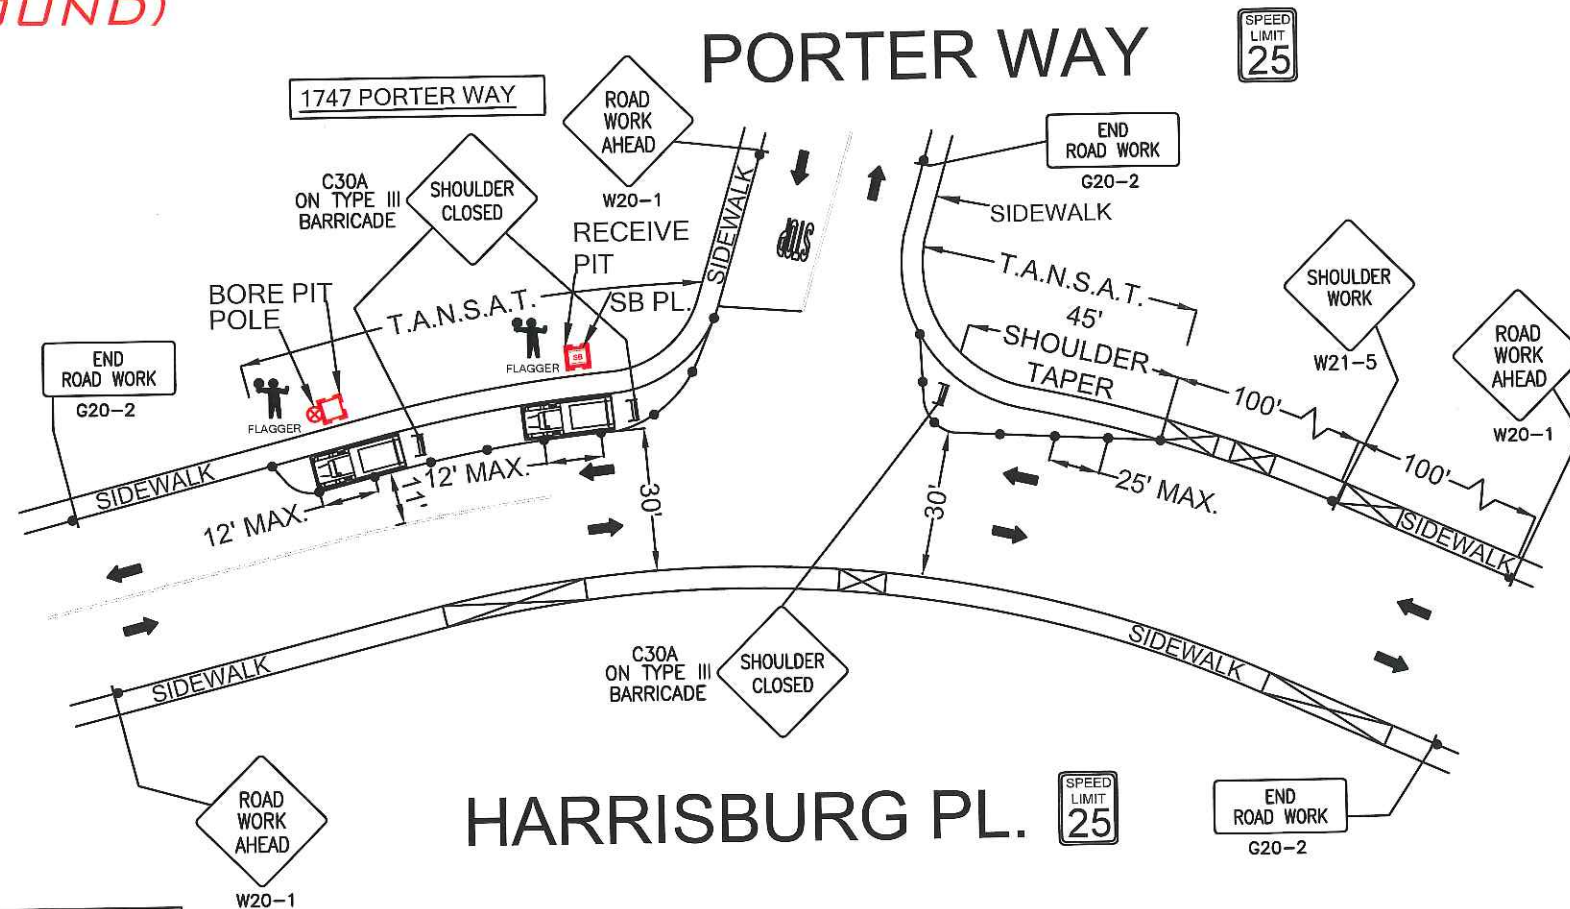 OUND)
PORTER WAY
SPEED
LIMIT
25
1747 PORTER WAY
ROAD
WORK
AHEAD
W20-1
END
ROAD WORK
G20-2
C30A
ON TYPE III
BARRICADE
SHOULDER
CLOSED
SIDEWALK
STOP
SIDEWALK
RECEIVE
PIT
SB PL.
T.A.N.S.A.T.
BORE PIT
POLE
T.A.N.S.A.T.
45'
SHOULDER
TAPER
SHOULDER
WORK
W21-5
ROAD
WORK
AHEAD
W20-1
END
ROAD WORK
G20-2
FLAGGER
SB
FLAGGER
100'
100'
SIDEWALK
12' MAX.
12' MAX.
11'
30'
30'
25' MAX.
SIDEWALK
SIDEWALK
SIDEWALK
C30A
ON TYPE III
BARRICADE
SHOULDER
CLOSED
ROAD
WORK
AHEAD
W20-1
HARRISBURG PL.
SPEED
LIMIT
25
END
ROAD WORK
G20-2